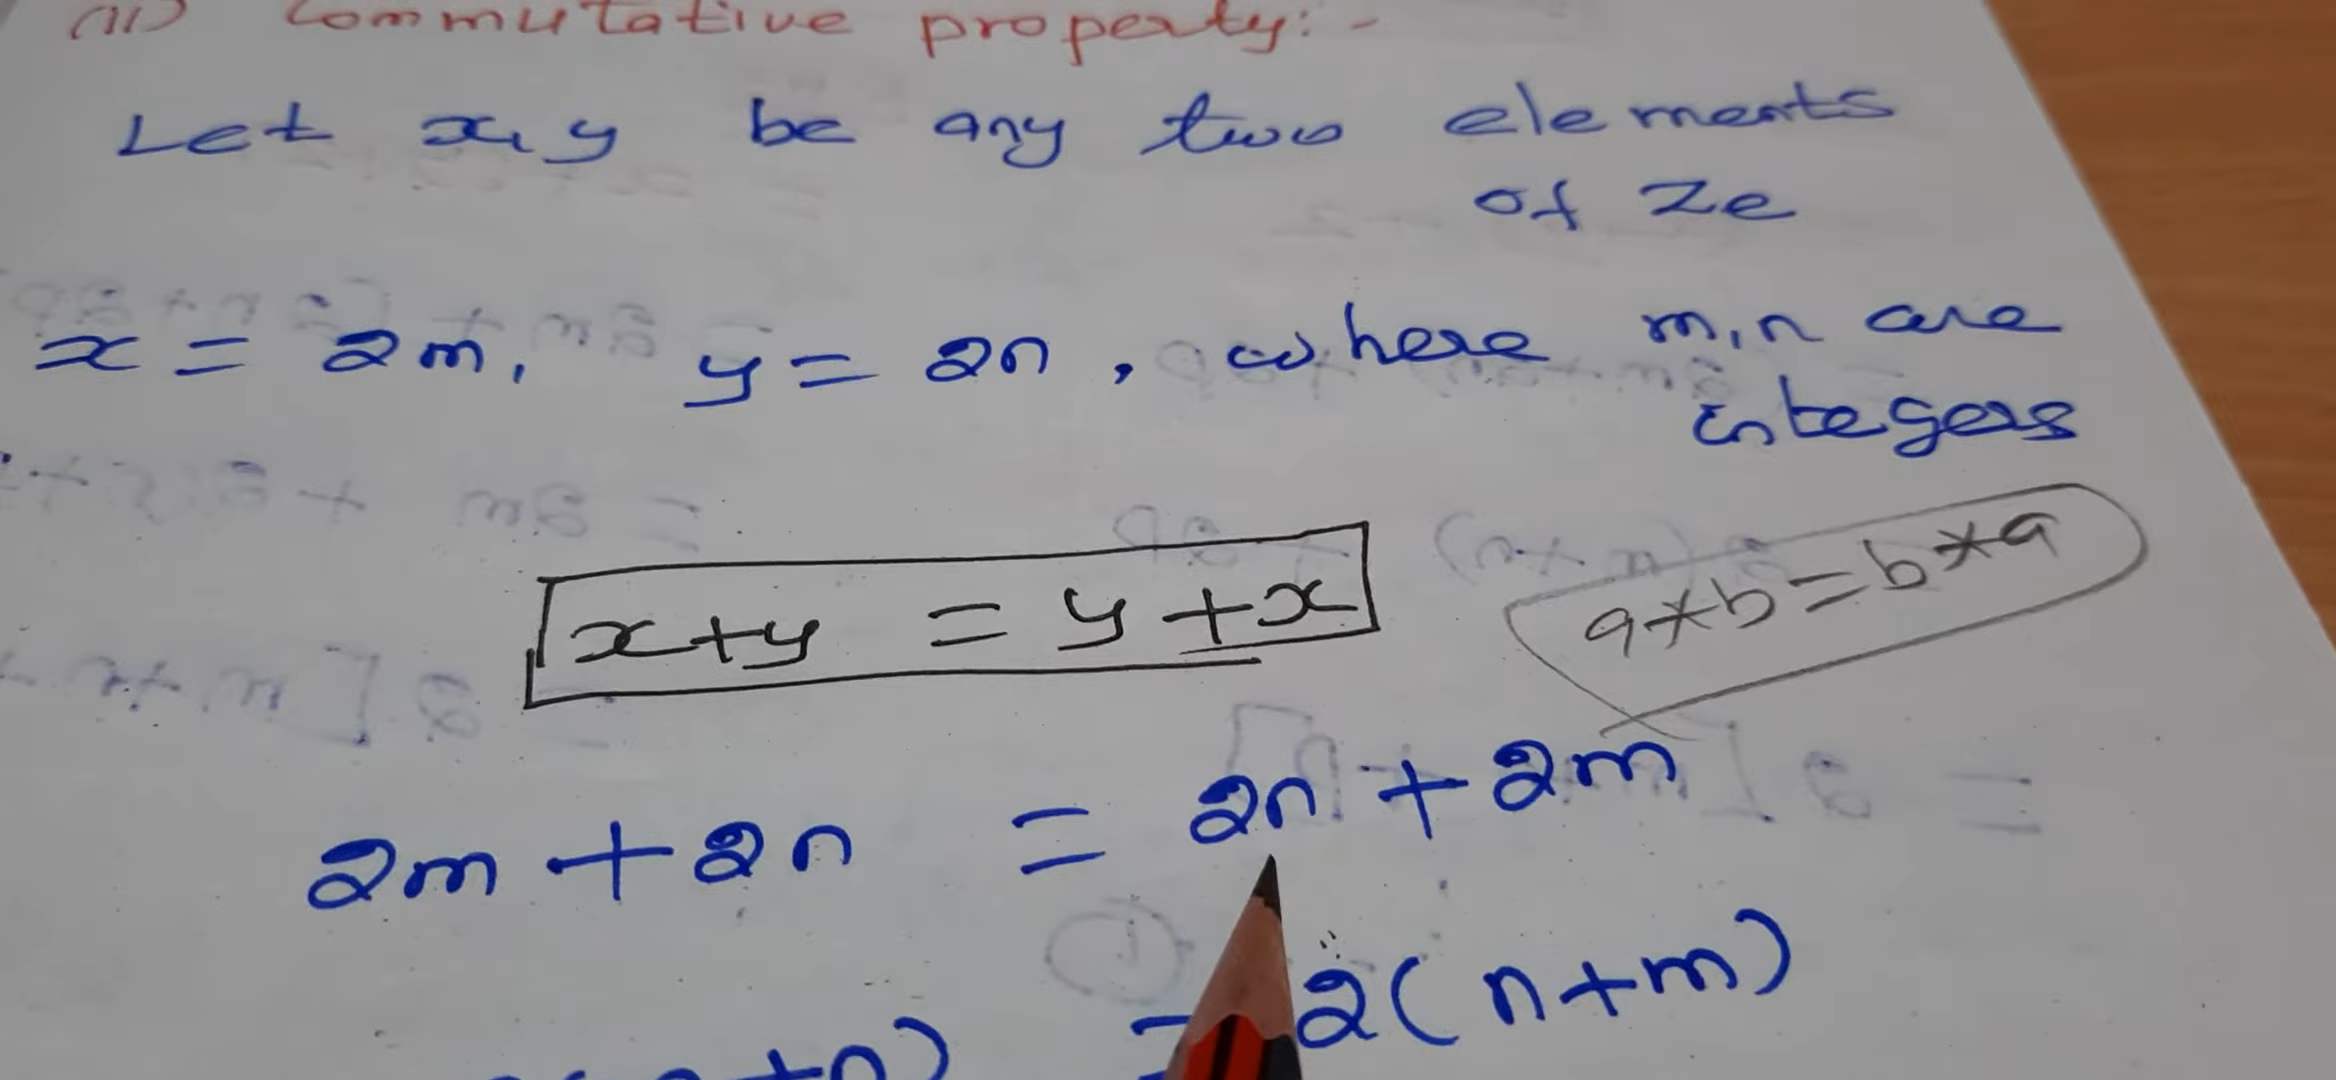 (ii) Commutative property:-
Let x, y be any two elements
of Ze
x = 2m, y = 2n, where m, n are
integers
x+y = y+x
a*b = b*a
2m + 2n = 2n + 2m
= 2(n+m)